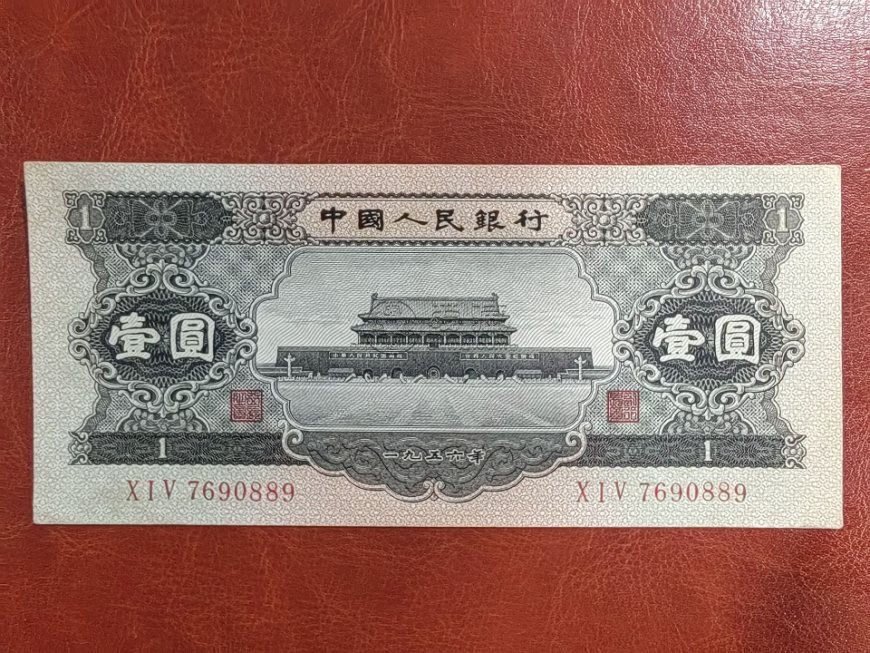 中國人民銀行
1 1
壹圓 壹圓
1 1
一九五六年
XIV 7690889 XIV 7690889